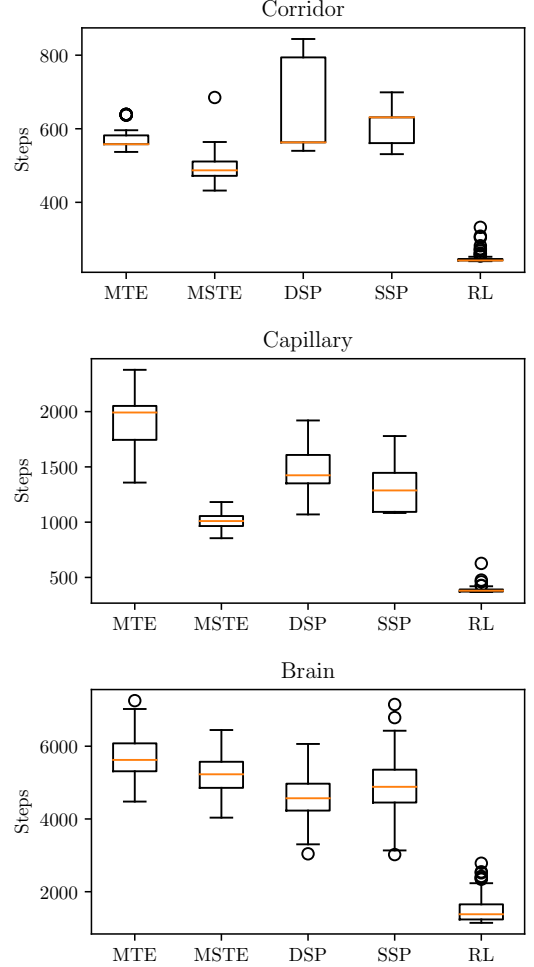 Corridor
800
600
400
Steps
MTE MSTE DSP SSP RL
Capillary
2000
1500
1000
500
Steps
MTE MSTE DSP SSP RL
Brain
6000
4000
2000
Steps
MTE MSTE DSP SSP RL